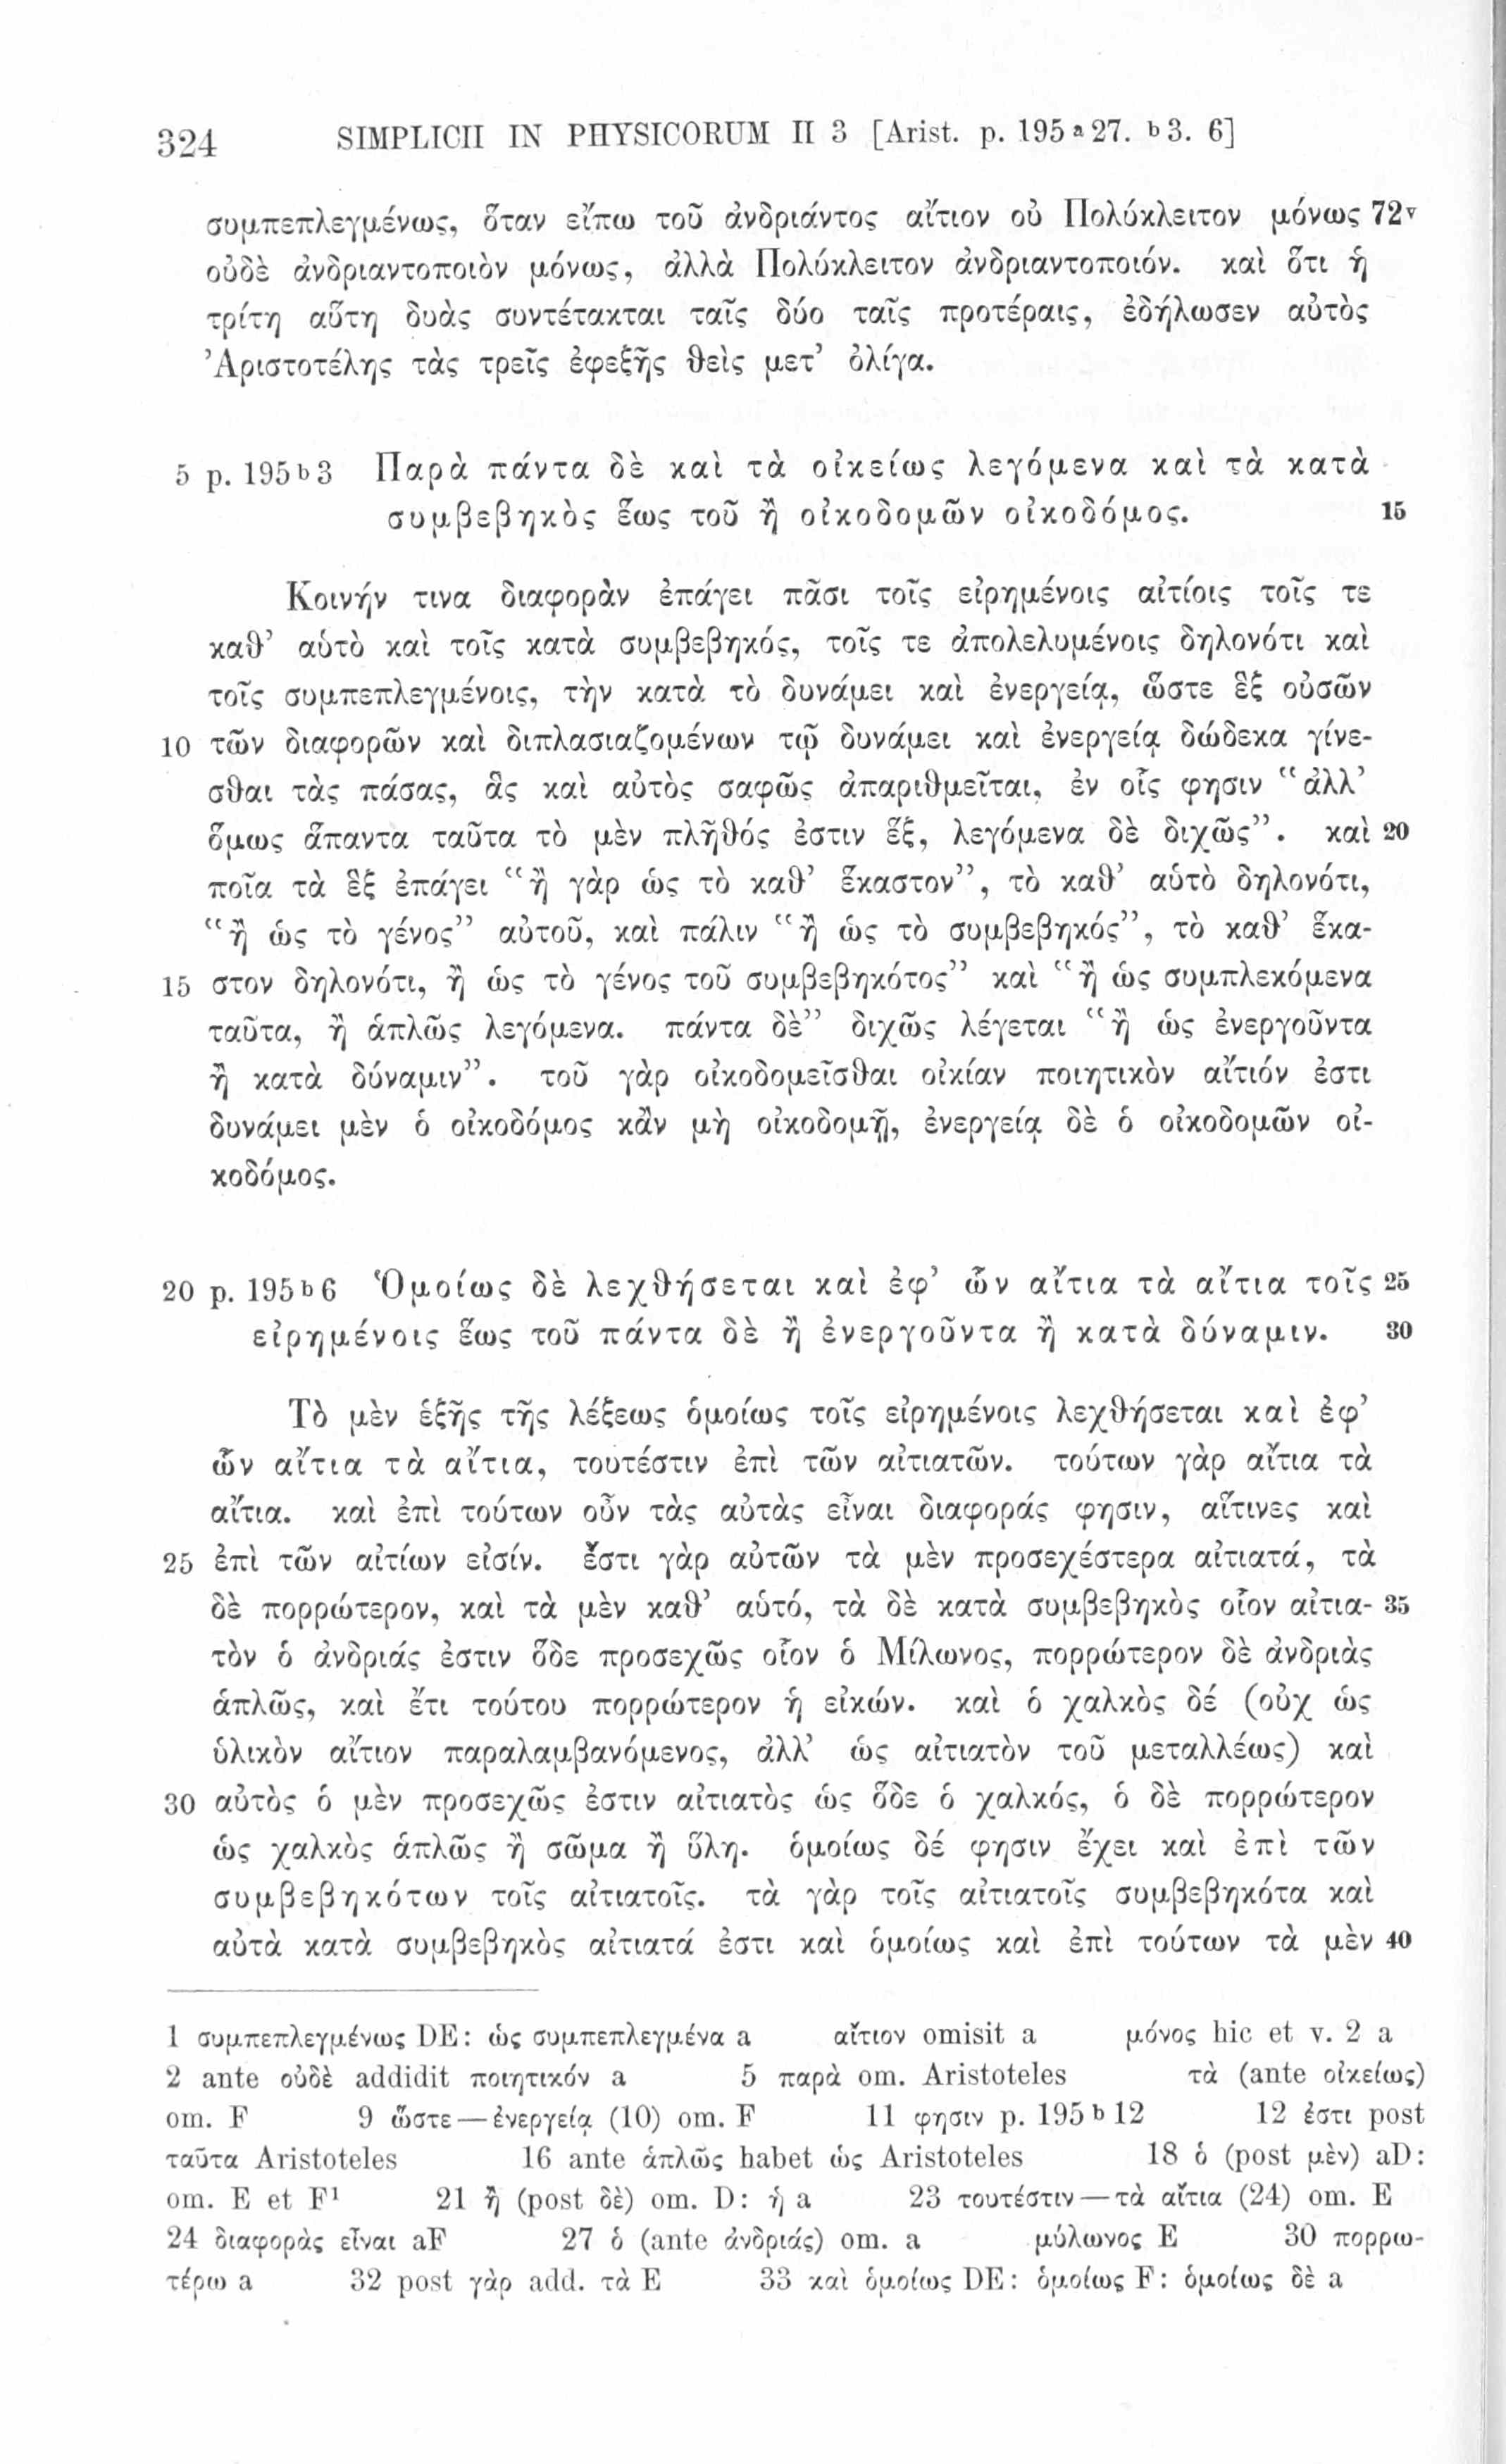 324 SIMPLICII IN PHYSICORUM II 3 [Arist. p. 195 a 27. b 3. 6]
συμπεπλεγμένως, ὅταν εἴπω τοῦ ἀνδριάντος αἴτιον οὐ Πολύκλειτον μόνως 72v
οὐδὲ ἀνδριαντοποιὸν μόνως, ἀλλὰ Πολύκλειτον ἀνδριαντοποιόν. καὶ ὅτι ἡ
τρίτη αὕτη δυὰς συντέτακται ταῖς δύο ταῖς προτέραις, ἐδήλωσεν αὐτὸς
Ἀριστοτέλης τὰς τρεῖς ἐφεξῆς θεὶς μετ’ ὀλίγα.
5 p. 195 b 3 Παρὰ πάντα δὲ καὶ τὰ οἰκείως λεγόμενα καὶ τὰ κατὰ
συμβεβηκὸς ἕως τοῦ ἢ οἰκοδομῶν οἰκοδόμος. 15
Κοινήν τινα διαφορὰν ἐπάγει πᾶσι τοῖς εἰρημένοις αἰτίοις τοῖς τε
καθ’ αὑτὸ καὶ τοῖς κατὰ συμβεβηκός, τοῖς τε ἀπολελυμένοις δηλονότι καὶ
τοῖς συμπεπλεγμένοις, τὴν κατὰ τὸ δυνάμει καὶ ἐνεργείᾳ, ὥστε ἓξ οὐσῶν
10 τῶν διαφορῶν καὶ διπλασιαζομένων τῷ δυνάμει καὶ ἐνεργείᾳ δώδεκα γίνε-
σθαι τὰς πάσας, ἃς καὶ αὐτὸς σαφῶς ἀπαριθμεῖται, ἐν οἷς φησιν “ἀλλ’
ὅμως ἅπαντα ταῦτα τὸ μὲν πλῆθός ἐστιν ἕξ, λεγόμενα δὲ διχῶς”. καὶ 20
ποῖα τὰ ἓξ ἐπάγει “ἢ γὰρ ὡς τὸ καθ’ ἕκαστον”, τὸ καθ’ αὑτὸ δηλονότι,
“ἢ ὡς τὸ γένος” αὐτοῦ, καὶ πάλιν “ἢ ὡς τὸ συμβεβηκός”, τὸ καθ’ ἕκα-
15 στον δηλονότι, ἢ ὡς τὸ γένος τοῦ συμβεβηκότος” καὶ “ἢ ὡς συμπλεκόμενα
ταῦτα, ἢ ἁπλῶς λεγόμενα. πάντα δὲ” διχῶς λέγεται “ἢ ὡς ἐνεργοῦντα
ἢ κατὰ δύναμιν”. τοῦ γὰρ οἰκοδομεῖσθαι οἰκίαν ποιητικὸν αἴτιόν ἐστι
δυνάμει μὲν ὁ οἰκοδόμος κἂν μὴ οἰκοδομῇ, ἐνεργείᾳ δὲ ὁ οἰκοδομῶν οἰ-
κοδόμος.
20 p. 195 b 6 Ὁμοίως δὲ λεχθήσεται καὶ ἐφ’ ὧν αἴτια τὰ αἴτια τοῖς 25
εἰρημένοις ἕως τοῦ πάντα δὲ ἢ ἐνεργοῦντα ἢ κατὰ δύναμιν. 30
Τὸ μὲν ἑξῆς τῆς λέξεως ὁμοίως τοῖς εἰρημένοις λεχθήσεται καὶ ἐφ’
ὧν αἴτια τὰ αἴτια, τουτέστιν ἐπὶ τῶν αἰτιατῶν. τούτων γὰρ αἴτια τὰ
αἴτια. καὶ ἐπὶ τούτων οὖν τὰς αὐτὰς εἶναι διαφοράς φησιν, αἵτινες καὶ
25 ἐπὶ τῶν αἰτίων εἰσίν. ἔστι γὰρ αὐτῶν τὰ μὲν προσεχέστερα αἰτιατά, τὰ
δὲ πορρώτερον, καὶ τὰ μὲν καθ’ αὑτό, τὰ δὲ κατὰ συμβεβηκὸς οἷον αἰτια- 35
τὸν ὁ ἀνδριάς ἐστιν ὅδε προσεχῶς οἷον ὁ Μίλωνος, πορρώτερον δὲ ἀνδριὰς
ἁπλῶς, καὶ ἔτι τούτου πορρώτερον ἡ εἰκών. καὶ ὁ χαλκὸς δέ (οὐχ ὡς
ὑλικὸν αἴτιον παραλαμβανόμενος, ἀλλ’ ὡς αἰτιατὸν τοῦ μεταλλέως) καὶ
30 αὐτὸς ὁ μὲν προσεχῶς ἐστιν αἰτιατὸς ὡς ὅδε ὁ χαλκός, ὁ δὲ πορρώτερον
ὡς χαλκὸς ἁπλῶς ἢ σῶμα ἢ ὕλη. ὁμοίως δέ φησιν ἔχει καὶ ἐπὶ τῶν
συμβεβηκότων τοῖς αἰτιατοῖς. τὰ γὰρ τοῖς αἰτιατοῖς συμβεβηκότα καὶ
αὐτὰ κατὰ συμβεβηκὸς αἰτιατά ἐστι καὶ ὁμοίως καὶ ἐπὶ τούτων τὰ μὲν 40
1 συμπεπλεγμένως DE: ὡς συμπεπλεγμένα a αἴτιον omisit a μόνος hic et v. 2 a
2 ante οὐδὲ addidit ποιητικόν a 5 παρὰ om. Aristoteles τὰ (ante οἰκείως)
om. F 9 ὥστε — ἐνεργείᾳ (10) om. F 11 φησιν p. 195 b 12 12 ἐστι post
ταῦτα Aristoteles 16 ante ἁπλῶς habet ὡς Aristoteles 18 ὁ (post μὲν) aD:
om. E et F¹ 21 ἢ (post δὲ) om. D: ἡ a 23 τουτέστιν — τὰ αἴτια (24) om. E
24 διαφορὰς εἶναι aF 27 ὁ (ante ἀνδριάς) om. a μύλωνος E 30 πορρω-
τέρω a 32 post γὰρ add. τὰ E 33 καὶ ὁμοίως DE: ὁμοίως F: ὁμοίως δὲ a